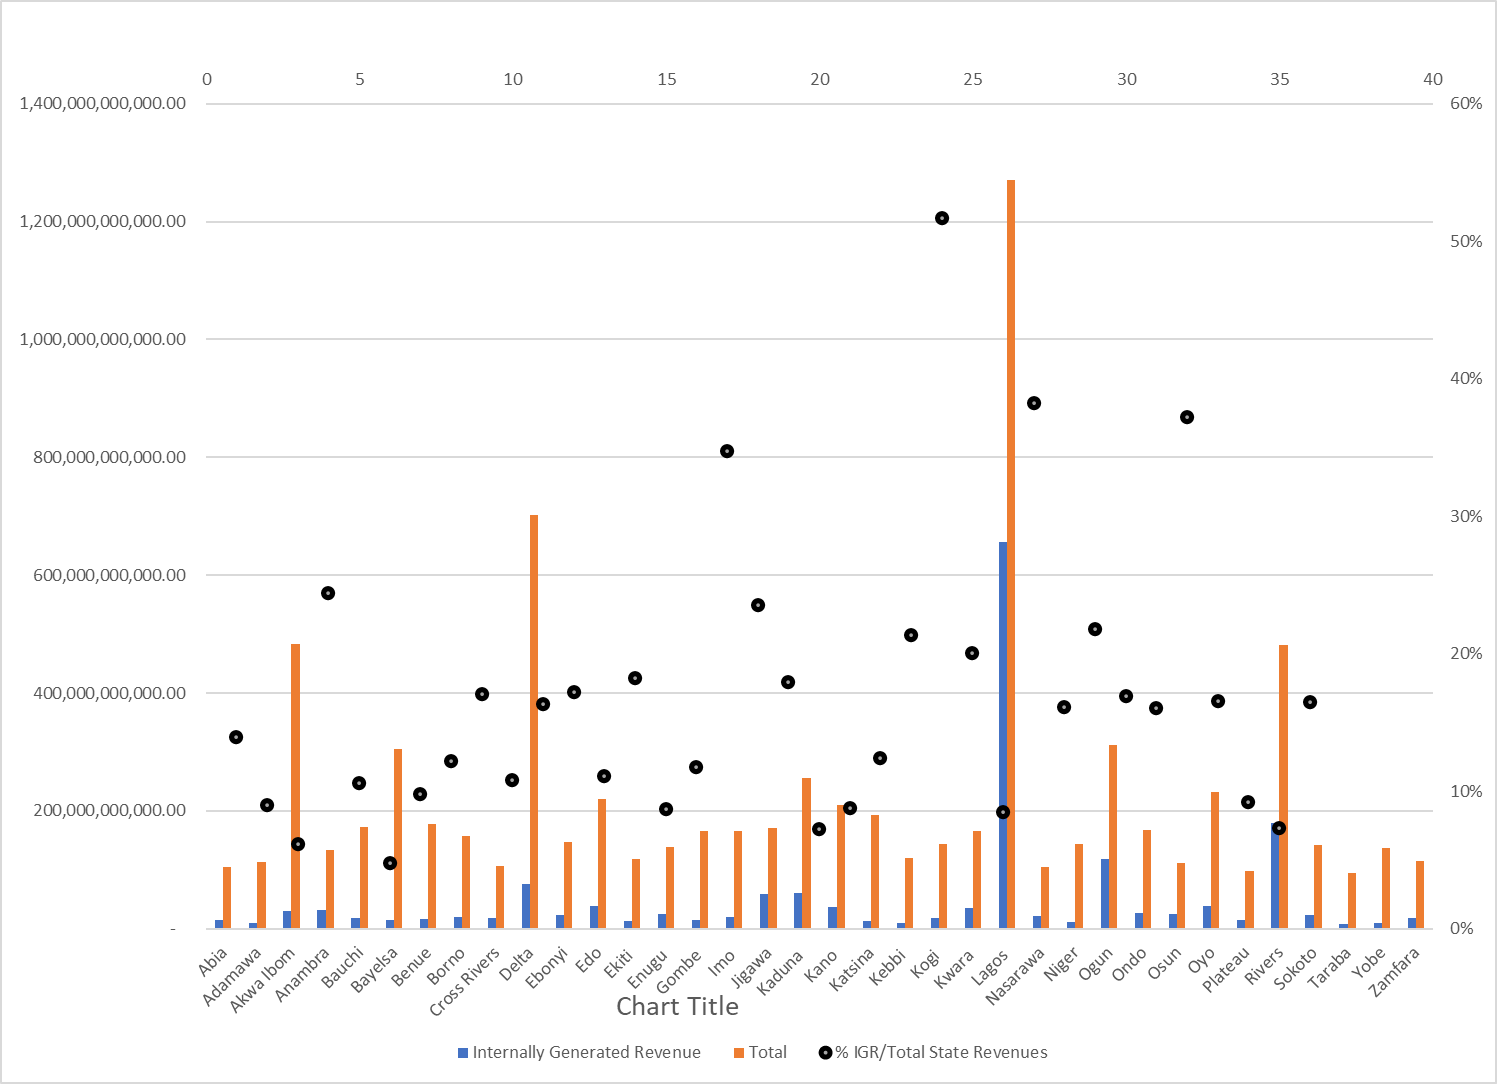 0 5 10 15 20 25 30 35 40
1,400,000,000,000.00 60%
1,200,000,000,000.00
50%
1,000,000,000,000.00
40%
800,000,000,000.00
30%
600,000,000,000.00
20%
400,000,000,000.00
10%
200,000,000,000.00
- 0%
Abia
Adamawa
Akwa Ibom
Anambra
Bauchi
Bayelsa
Benue
Borno
Cross Rivers
Delta
Ebonyi
Edo
Ekiti
Enugu
Gombe
Imo
Jigawa
Kaduna
Kano
Katsina
Kebbi
Kogi
Kwara
Lagos
Nasarawa
Niger
Ogun
Ondo
Osun
Oyo
Plateau
Rivers
Sokoto
Taraba
Yobe
Zamfara
Chart Title
Internally Generated Revenue Total % IGR/Total State Revenues